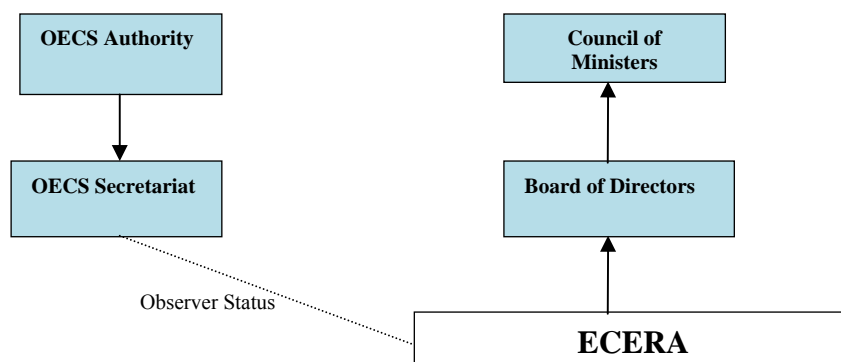 OECS Authority
Council of
Ministers
OECS Secretariat
Board of Directors
Observer Status
ECERA